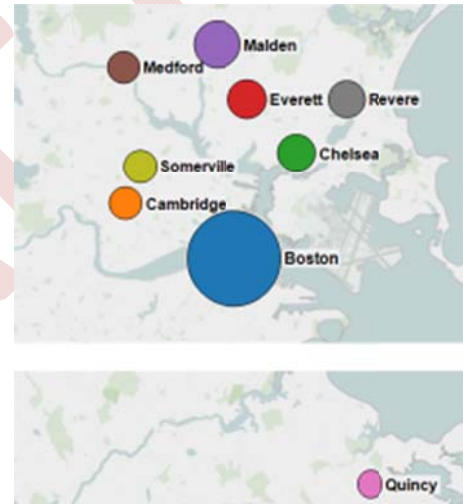 Malden
Medford
Everett
Revere
Chelsea
Somerville
Cambridge
Boston
Quincy